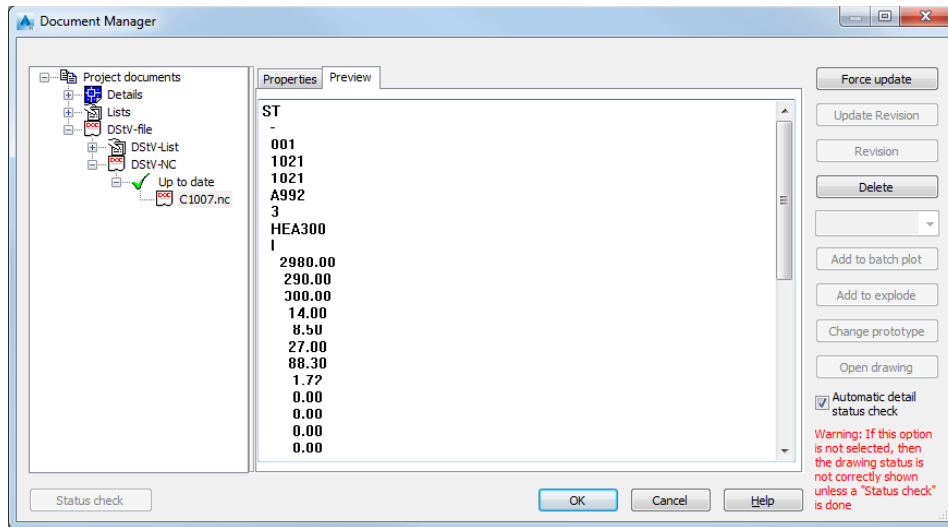 Document Manager
Project documents
Details
Lists
DStV-file
DStV-List
DStV-NC
Up to date
C1007.nc
Properties
Preview
ST
-
001
1021
1021
A992
3
HEA300
I
2980.00
290.00
300.00
14.00
8.50
27.00
88.30
1.72
0.00
0.00
0.00
0.00
Force update
Update Revision
Revision
Delete
Add to batch plot
Add to explode
Change prototype
Open drawing
Automatic detail
status check
Warning: If this option
is not selected, then
the drawing status is
not correctly shown
unless a "Status check"
is done
Status check
OK
Cancel
Help